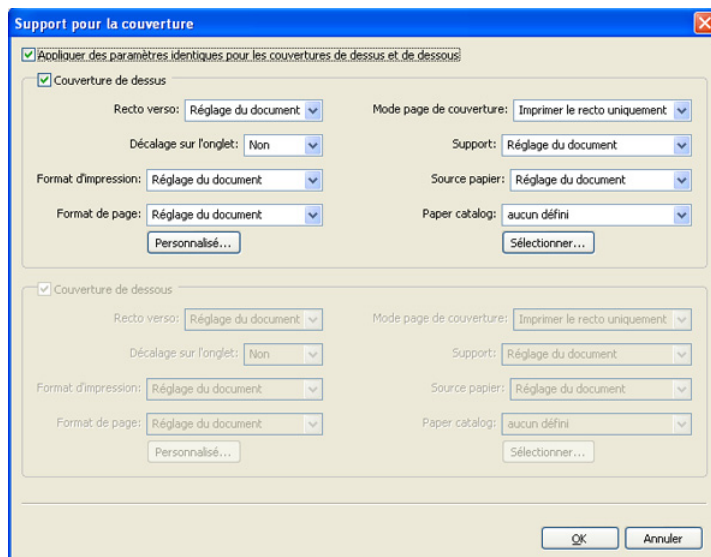 Support pour la couverture
Appliquer des paramètres identiques pour les couvertures de dessus et de dessous
Couverture de dessus
Recto verso: Réglage du document Mode page de couverture: Imprimer le recto uniquement
Décalage sur l'onglet: Non Support: Réglage du document
Format d'impression: Réglage du document Source papier: Réglage du document
Format de page: Réglage du document Paper catalog: aucun défini
Personnalisé... Sélectionner...
Couverture de dessous
Recto verso: Réglage du document Mode page de couverture: Imprimer le recto uniquement
Décalage sur l'onglet: Non Support: Réglage du document
Format d'impression: Réglage du document Source papier: Réglage du document
Format de page: Réglage du document Paper catalog: aucun défini
Personnalisé... Sélectionner...
OK Annuler